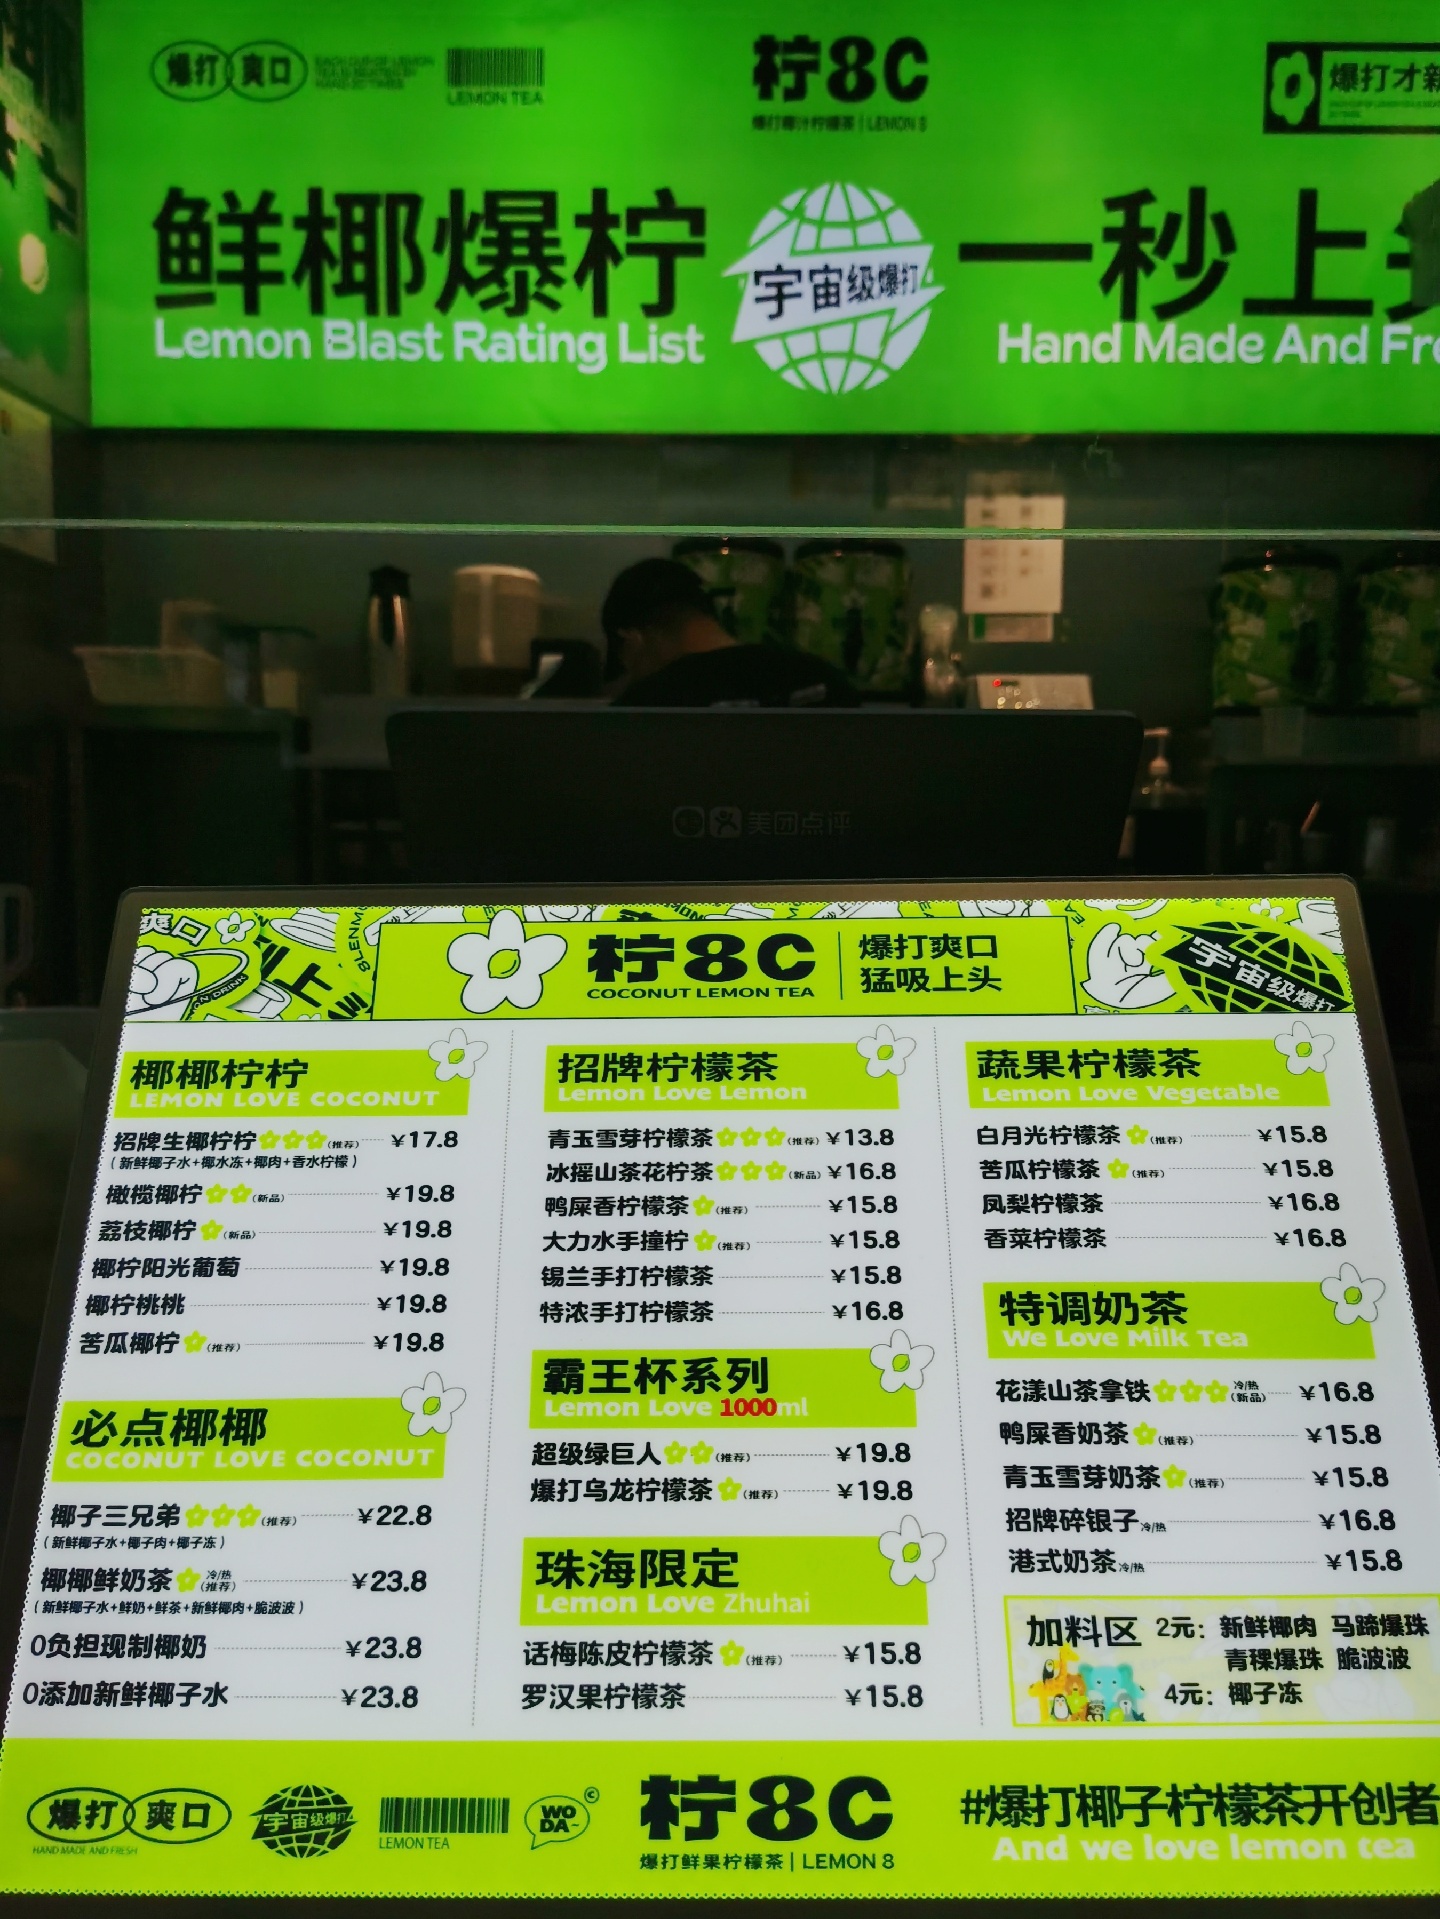 爆打 爽口
LEMON TEA
柠8C
爆打椰汁柠檬茶 | LEMON 8
爆打才新
鲜椰爆柠
宇宙级爆打
一秒上
Lemon Blast Rating List
Hand Made And Fre
美团点评
爽口
宇宙级爆打
柠8C
COCONUT LEMON TEA
爆打爽口
猛吸上头
椰椰柠柠
LEMON LOVE COCONUT
招牌生椰柠柠 (推荐) ¥17.8
(新鲜椰子水+椰水冻+椰肉+香水柠檬)
橄榄椰柠 (新品) ¥19.8
荔枝椰柠 (新品) ¥19.8
椰柠阳光葡萄 ¥19.8
椰柠桃桃 ¥19.8
苦瓜椰柠 (推荐) ¥19.8
必点椰椰
COCONUT LOVE COCONUT
椰子三兄弟 (推荐) ¥22.8
(新鲜椰子水+椰子肉+椰子冻)
椰椰鲜奶茶 冷/热 (推荐) ¥23.8
(新鲜椰子水+鲜奶+鲜茶+新鲜椰肉+脆波波)
0负担现制椰奶 ¥23.8
0添加新鲜椰子水 ¥23.8
招牌柠檬茶
Lemon Love Lemon
青玉雪芽柠檬茶 (推荐) ¥13.8
冰摇山茶花柠茶 (新品) ¥16.8
鸭屎香柠檬茶 (推荐) ¥15.8
大力水手撞柠 (推荐) ¥15.8
锡兰手打柠檬茶 ¥15.8
特浓手打柠檬茶 ¥16.8
霸王杯系列
Lemon Love 1000ml
超级绿巨人 (推荐) ¥19.8
爆打乌龙柠檬茶 (推荐) ¥19.8
珠海限定
Lemon Love Zhuhai
话梅陈皮柠檬茶 (推荐) ¥15.8
罗汉果柠檬茶 ¥15.8
蔬果柠檬茶
Lemon Love Vegetable
白月光柠檬茶 (推荐) ¥15.8
苦瓜柠檬茶 (推荐) ¥15.8
凤梨柠檬茶 ¥16.8
香菜柠檬茶 ¥16.8
特调奶茶
We Love Milk Tea
花漾山茶拿铁 冷/热 (新品) ¥16.8
鸭屎香奶茶 (推荐) ¥15.8
青玉雪芽奶茶 (推荐) ¥15.8
招牌碎银子 冷/热 ¥16.8
港式奶茶 冷/热 ¥15.8
加料区 2元: 新鲜椰肉 马蹄爆珠
青稞爆珠 脆波波
4元: 椰子冻
爆打 爽口
HAND MADE AND FRESH
宇宙级爆打
LEMON TEA
WO DA~
柠8C
爆打鲜果柠檬茶 | LEMON 8
#爆打椰子柠檬茶开创者
And we love lemon tea